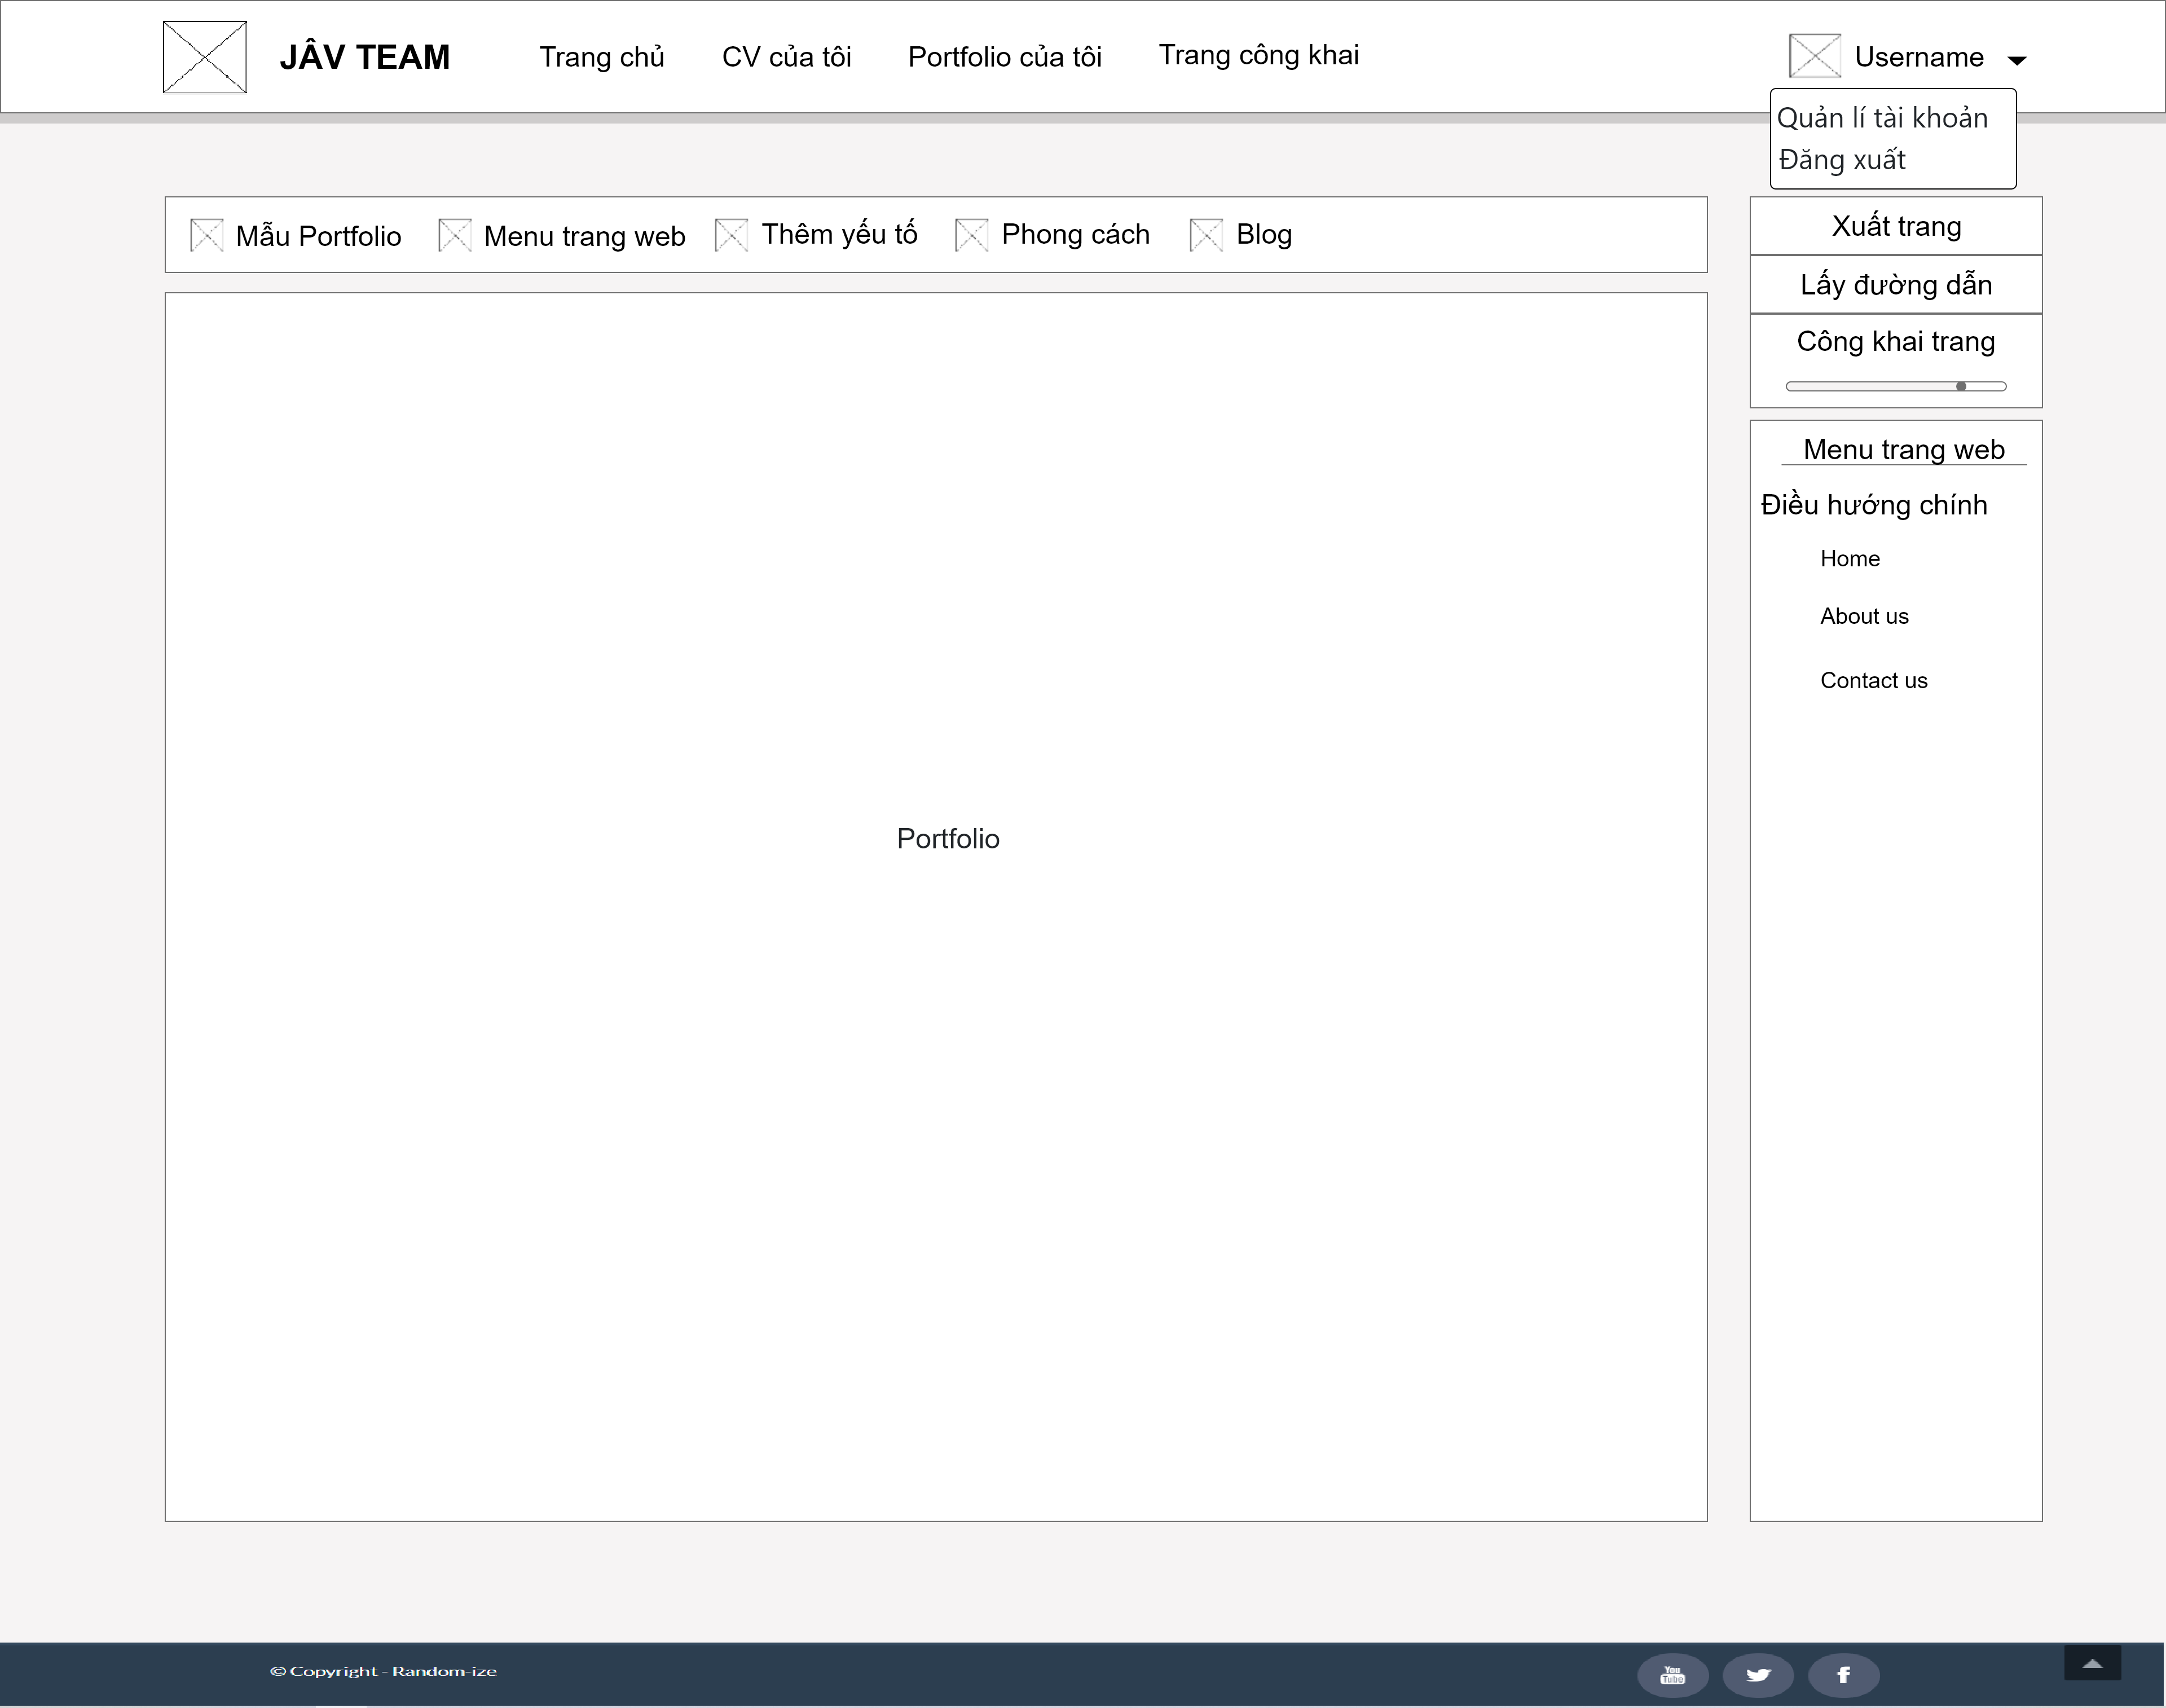 JÂV TEAM
Trang chủ
CV của tôi
Portfolio của tôi
Trang công khai
Username
Quản lí tài khoản
Đăng xuất
Mẫu Portfolio
Menu trang web
Thêm yếu tố
Phong cách
Blog
Xuất trang
Lấy đường dẫn
Công khai trang
Menu trang web
Điều hướng chính
Home
About us
Contact us
Portfolio
© Copyright - Random-ize
You
Tube